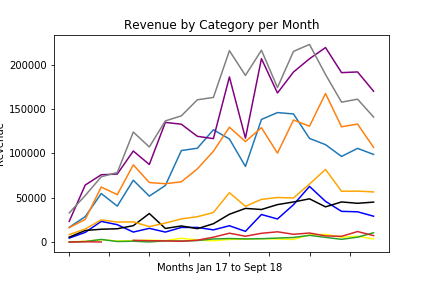 Revenue by Category per Month
200000
150000
100000
50000
0
Revenue
Months Jan 17 to Sept 18